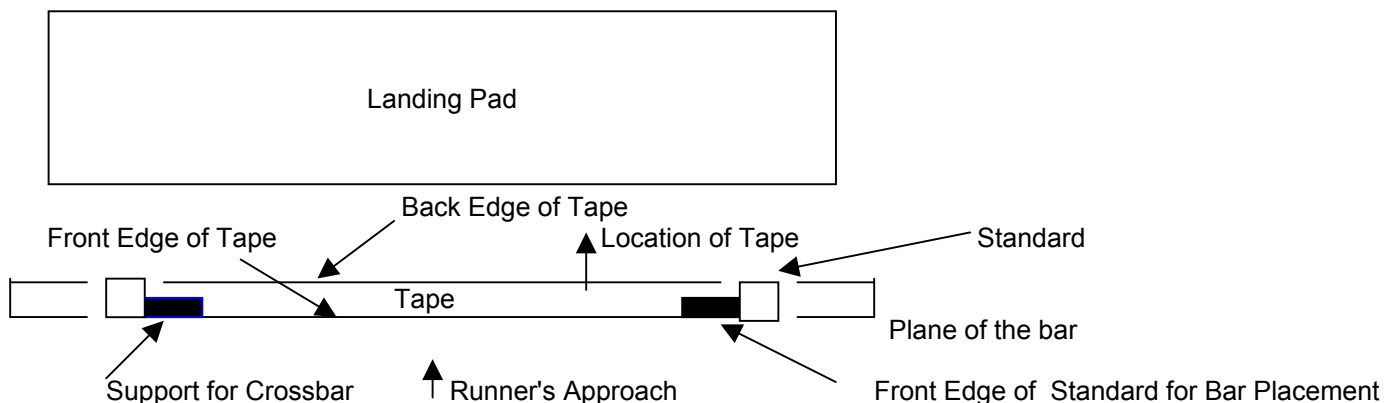 Landing Pad
Back Edge of Tape
Front Edge of Tape
Location of Tape
Standard
Tape
Plane of the bar
Support for Crossbar
Runner's Approach
Front Edge of Standard for Bar Placement